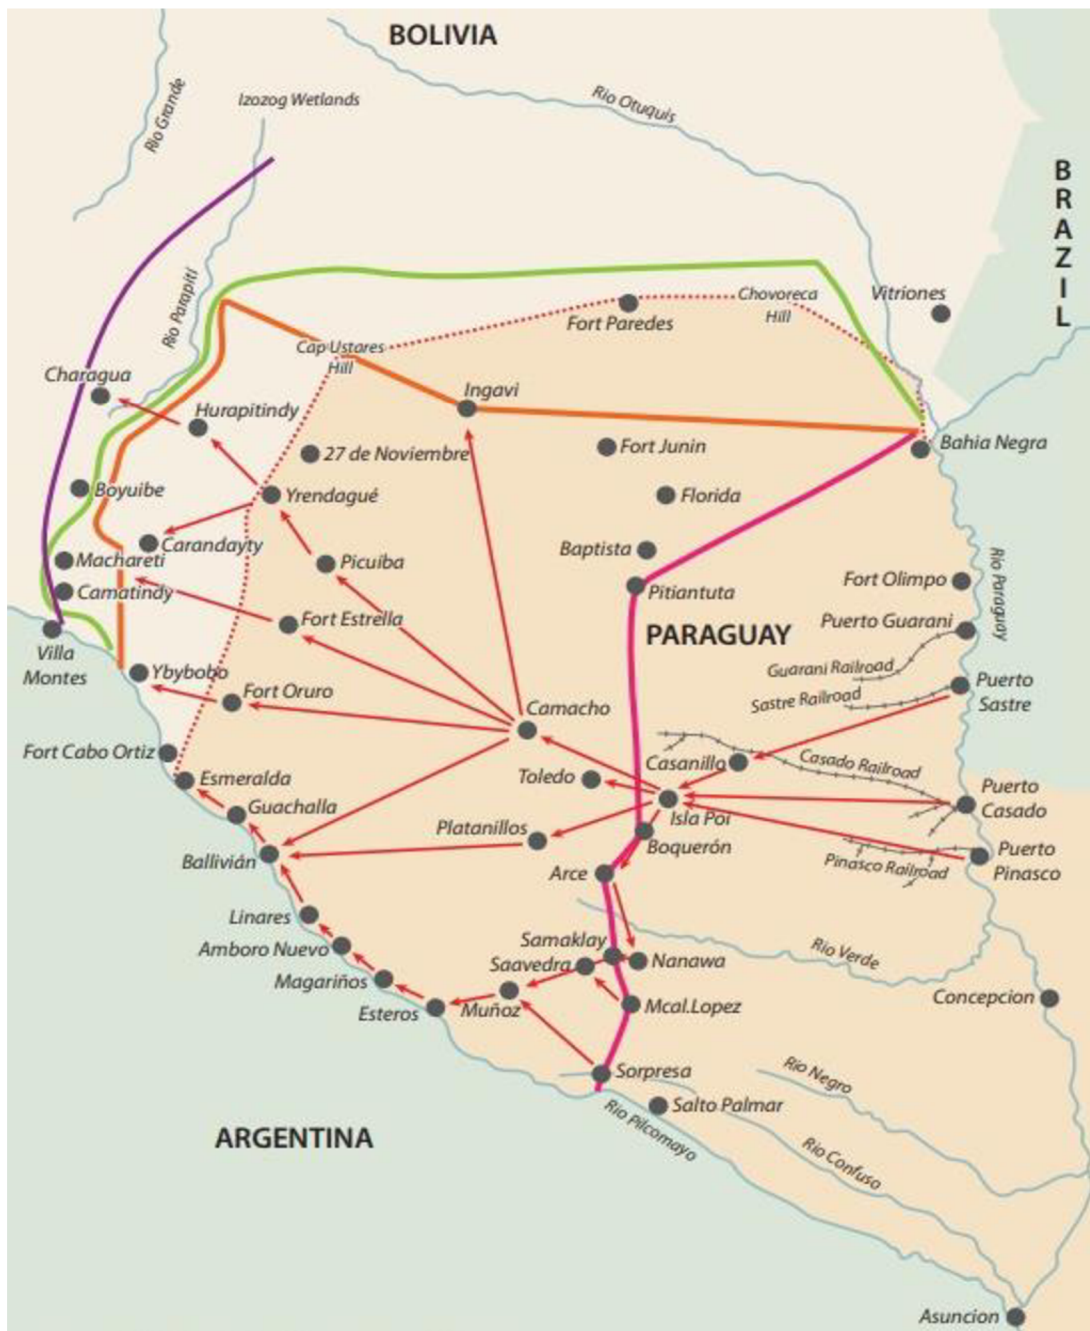 BOLIVIA
Rio Grande
Izozog Wetlands
Rio Otuquis
BRAZIL
Rio Parapiti
Chovoreca
Hill
Vitriones
Fort Paredes
Cap Ustares
Hill
Charagua
Ingavi
Hurapitindy
Fort Junin
Bahia Negra
27 de Noviembre
Boyuibe
Yrendagué
Florida
Carandayty
Machareti
Picuiba
Baptista
Rio Paraguay
Camatindy
Pitiantuta
Fort Olimpo
Fort Estrella
Puerto Guarani
PARAGUAY
Villa
Montes
Ybybobo
Guarani Railroad
Fort Oruro
Sastre Railroad
Puerto
Sastre
Camacho
Fort Cabo Ortiz
Casanillo
Casado Railroad
Esmeralda
Toledo
Puerto
Casado
Guachalla
Isla Poi
Platanillos
Boquerón
Puerto
Pinasco
Pinasco Railroad
Ballivián
Arce
Linares
Amboro Nuevo
Samaklay
Rio Verde
Saavedra
Nanawa
Magariños
Concepcion
Esteros
Muñoz
Mcal.Lopez
Sorpresa
Rio Negro
Salto Palmar
Rio Pilcomayo
ARGENTINA
Rio Confuso
Asuncion